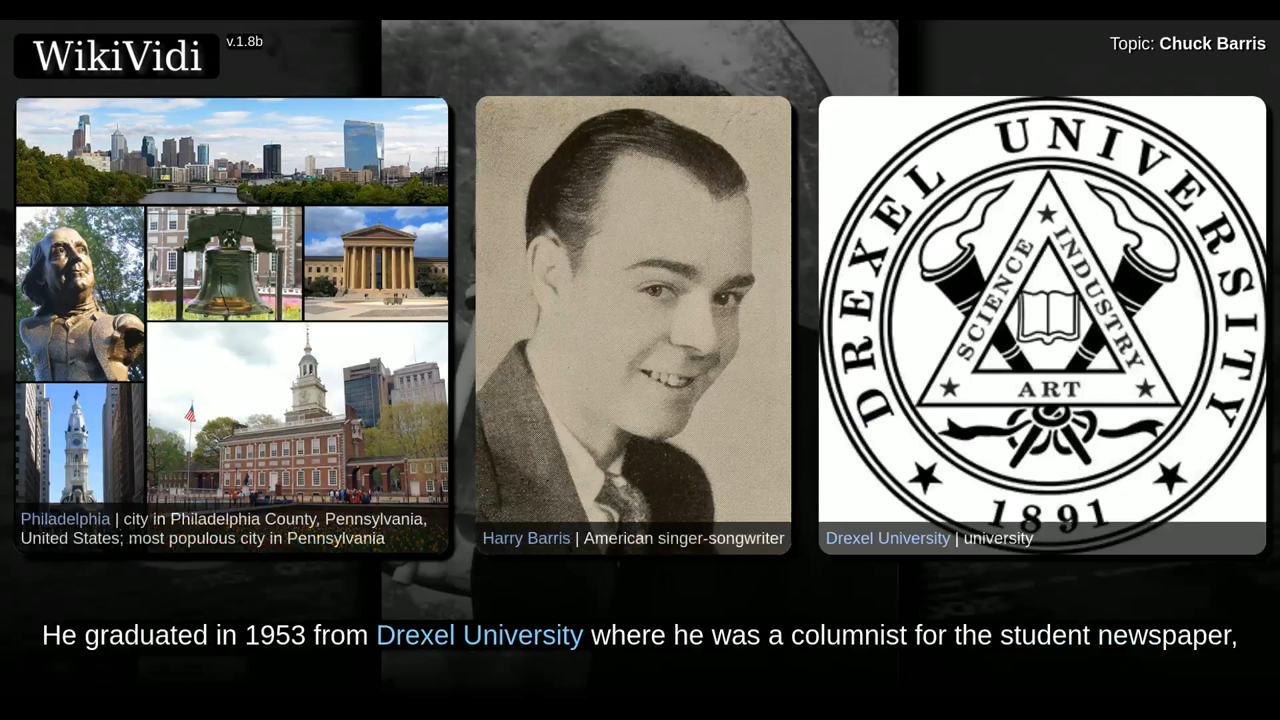 WikiVidi
v.1.8b
Topic: Chuck Barris
Philadelphia | city in Philadelphia County, Pennsylvania,
United States; most populous city in Pennsylvania
Harry Barris | American singer-songwriter
DREXEL UNIVERSITY
SCIENCE
INDUSTRY
ART
1891
Drexel University | university
He graduated in 1953 from Drexel University where he was a columnist for the student newspaper,